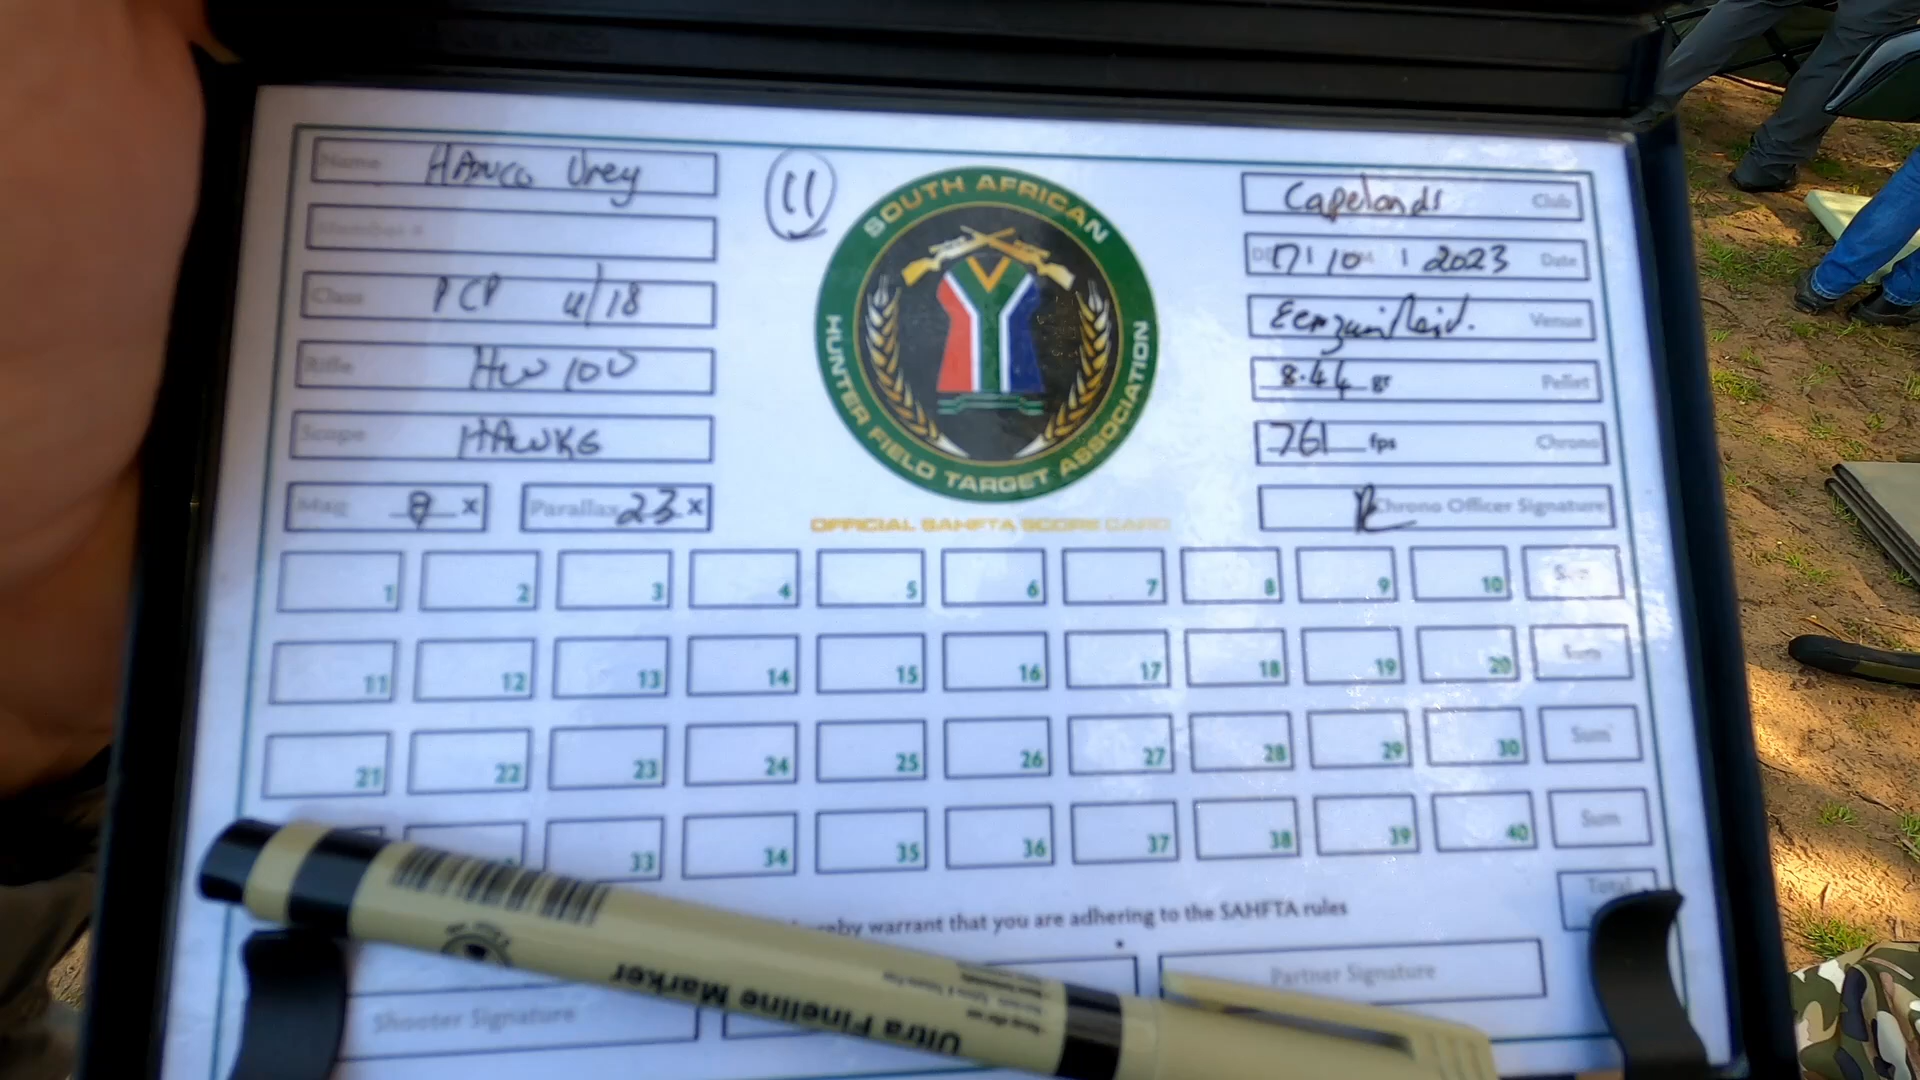 Name Hanco Urey
Member #
Class PCP u/18
Rifle HW 100
Scope HAWKE
Mag 8 x Parallax 23 x
11
SOUTH AFRICAN
HUNTER FIELD TARGET ASSOCIATION
OFFICIAL SAHFTA SCORE CARD
Capelands Club
7 / 10 / 2023 Date
Venue
8.44 gr Pellet
761 fps Chrono
Chrono Officer Signature
1 2 3 4 5 6 7 8 9 10 Sum
11 12 13 14 15 16 17 18 19 20 Sum
21 22 23 24 25 26 27 28 29 30 Sum
33 34 35 36 37 38 39 40 Sum
Total
hereby warrant that you are adhering to the SAHFTA rules
Shooter Signature
Partner Signature
Ultra Fineline Marker